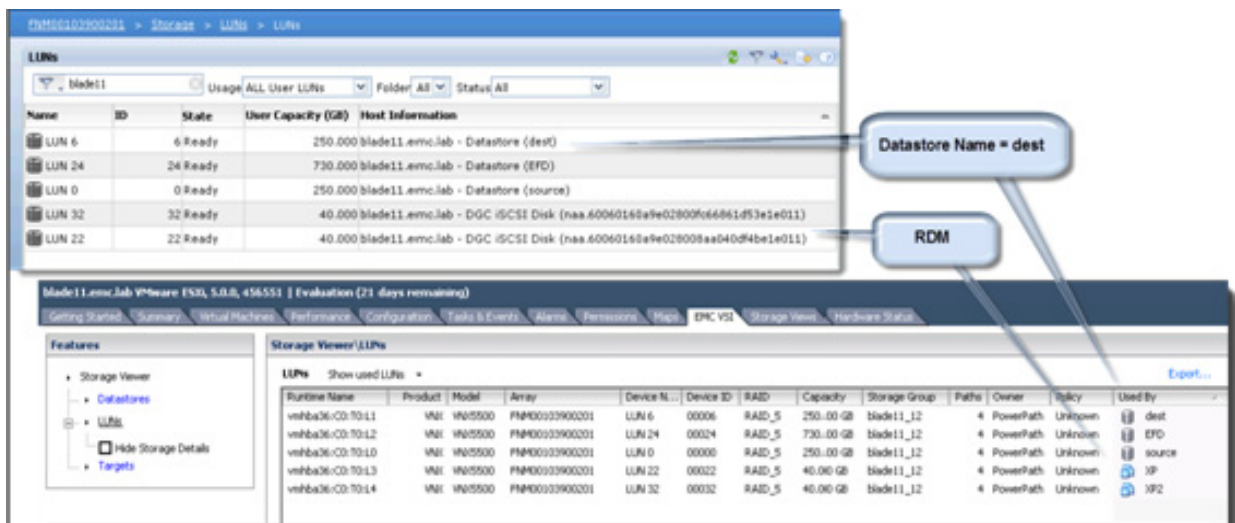 FNM00103900201 > Storage > LUNs > LUNs
LUNs
blade11 Usage ALL User LUNs Folder All Status All
Name ID State User Capacity (GB) Host Information
LUN 6 6 Ready 250.000 blade11.emc.lab - Datastore (dest)
LUN 24 24 Ready 730.000 blade11.emc.lab - Datastore (EFD)
LUN 0 0 Ready 250.000 blade11.emc.lab - Datastore (source)
LUN 32 32 Ready 40.000 blade11.emc.lab - DGC iSCSI Disk (naa.60060160a9e02800fc66861d53e1e011)
LUN 22 22 Ready 40.000 blade11.emc.lab - DGC iSCSI Disk (naa.60060160a9e028008aa040df4be1e011)
Datastore Name = dest
RDM
blade11.emc.lab VMware ESXi, 5.0.0, 456551 | Evaluation (21 days remaining)
Getting Started Summary Virtual Machines Performance Configuration Tasks & Events Alarms Permissions Maps EMC VSI Storage Views Hardware Status
Features
Storage Viewer
Datastores
LUNs
Hide Storage Details
Targets
Storage Viewer\LUNs
LUNs Show used LUNs
Export...
Runtime Name Product Model Array Device N... Device ID RAID Capacity Storage Group Paths Owner Policy Used By
vmhba36:C0:T0:L1 VNX VNX5500 FNM00103900201 LUN 6 00006 RAID_5 250..00 GB blade11_12 4 PowerPath Unknown dest
vmhba36:C0:T0:L2 VNX VNX5500 FNM00103900201 LUN 24 00024 RAID_5 730..00 GB blade11_12 4 PowerPath Unknown EFD
vmhba36:C0:T0:L0 VNX VNX5500 FNM00103900201 LUN 0 00000 RAID_5 250..00 GB blade11_12 4 PowerPath Unknown source
vmhba36:C0:T0:L3 VNX VNX5500 FNM00103900201 LUN 22 00022 RAID_5 40.00 GB blade11_12 4 PowerPath Unknown XP
vmhba36:C0:T0:L4 VNX VNX5500 FNM00103900201 LUN 32 00032 RAID_5 40.00 GB blade11_12 4 PowerPath Unknown XP2